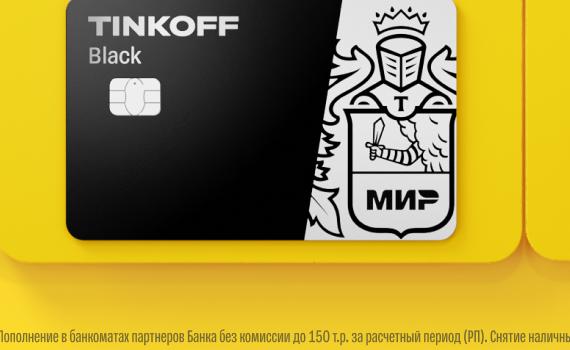 TINKOFF
Black
T
МИР
Пополнение в банкоматах партнеров Банка без комиссии до 150 т.р. за расчетный период (РП). Снятие наличны